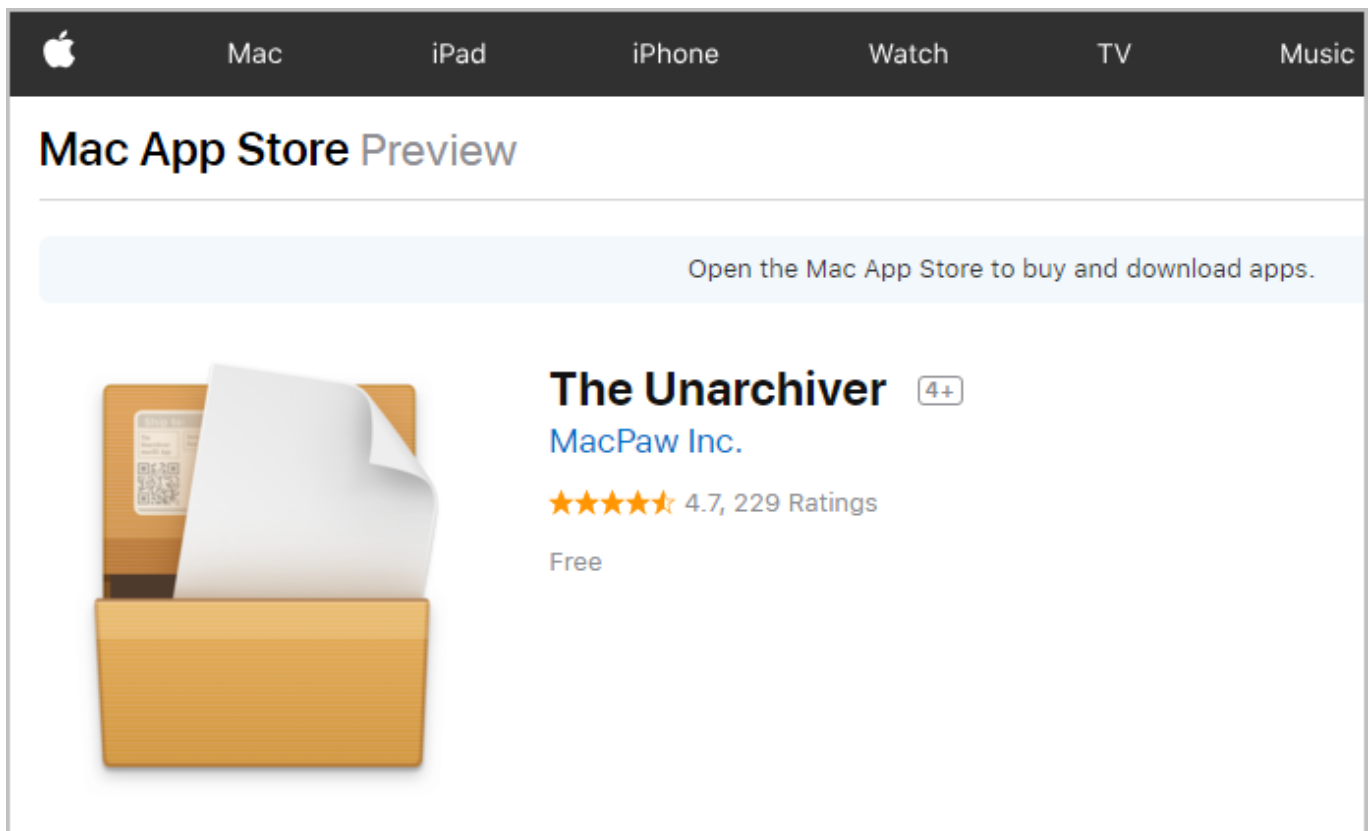 Mac iPad iPhone Watch TV Music
Mac App Store Preview
Open the Mac App Store to buy and download apps.
The Unarchiver 4+
MacPaw Inc.
4.7, 229 Ratings
Free